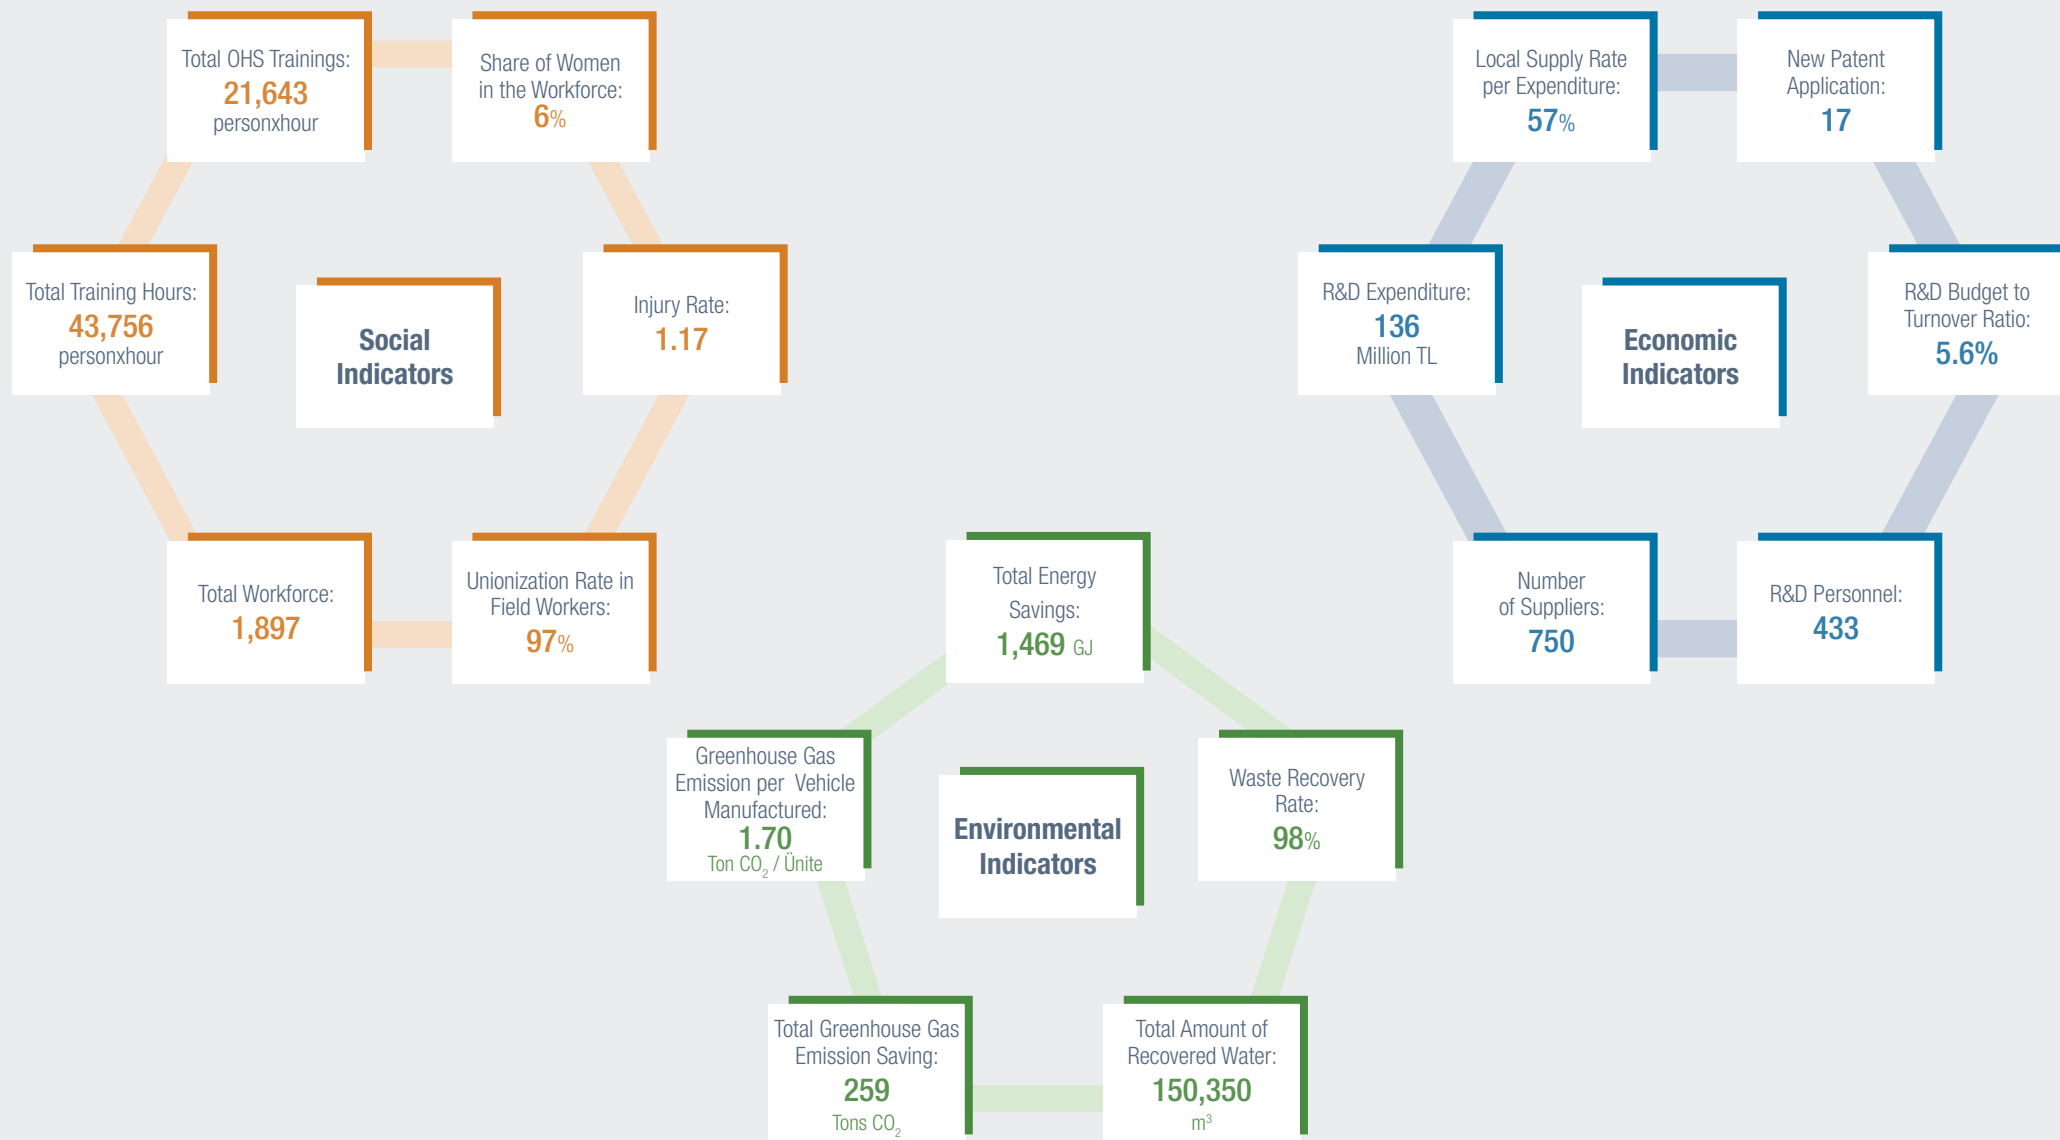 Total OHS Trainings:
21,643
personxhour
Share of Women
in the Workforce:
6%
Total Training Hours:
43,756
personxhour
Social
Indicators
Injury Rate:
1.17
Total Workforce:
1,897
Unionization Rate in
Field Workers:
97%
Local Supply Rate
per Expenditure:
57%
New Patent
Application:
17
R&D Expenditure:
136
Million TL
Economic
Indicators
R&D Budget to
Turnover Ratio:
5.6%
Number
of Suppliers:
750
R&D Personnel:
433
Total Energy
Savings:
1,469 GJ
Greenhouse Gas
Emission per Vehicle
Manufactured:
1.70
Ton CO₂ / Ünite
Environmental
Indicators
Waste Recovery
Rate:
98%
Total Greenhouse Gas
Emission Saving:
259
Tons CO₂
Total Amount of
Recovered Water:
150,350
m³